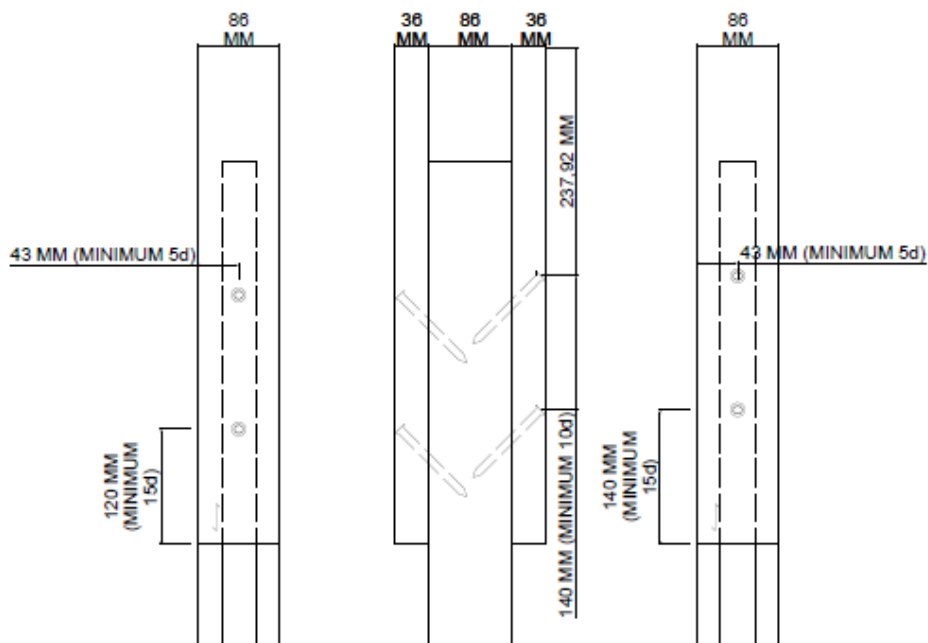 86
MM
36
MM
86
MM
36
MM
86
MM
237,92 MM
43 MM (MINIMUM 5d)
43 MM (MINIMUM 5d)
120 MM
(MINIMUM
15d)
140 MM (MINIMUM 10d)
140 MM
(MINIMUM
15d)